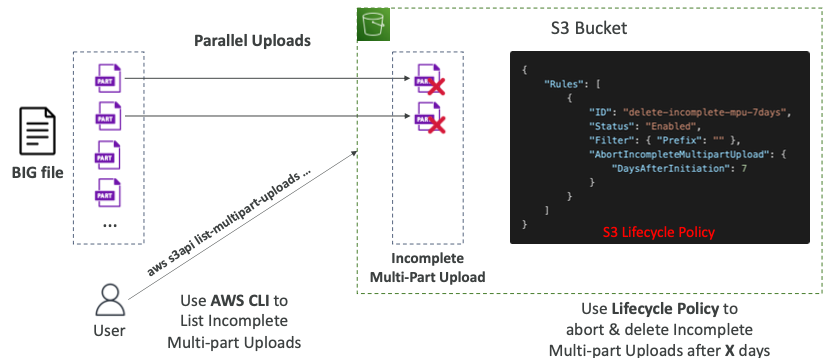 Parallel Uploads
S3 Bucket
PART
PART
PART
PART
...
BIG file
PART
PART
{
"Rules": [
{
"ID": "delete-incomplete-mpu-7days",
"Status": "Enabled",
"Filter": { "Prefix": "" },
"AbortIncompleteMultipartUpload": {
"DaysAfterInitiation": 7
}
}
]
}
S3 Lifecycle Policy
aws s3api list-multipart-uploads ...
Incomplete
Multi-Part Upload
User
Use AWS CLI to
List Incomplete
Multi-part Uploads
Use Lifecycle Policy to
abort & delete Incomplete
Multi-part Uploads after X days